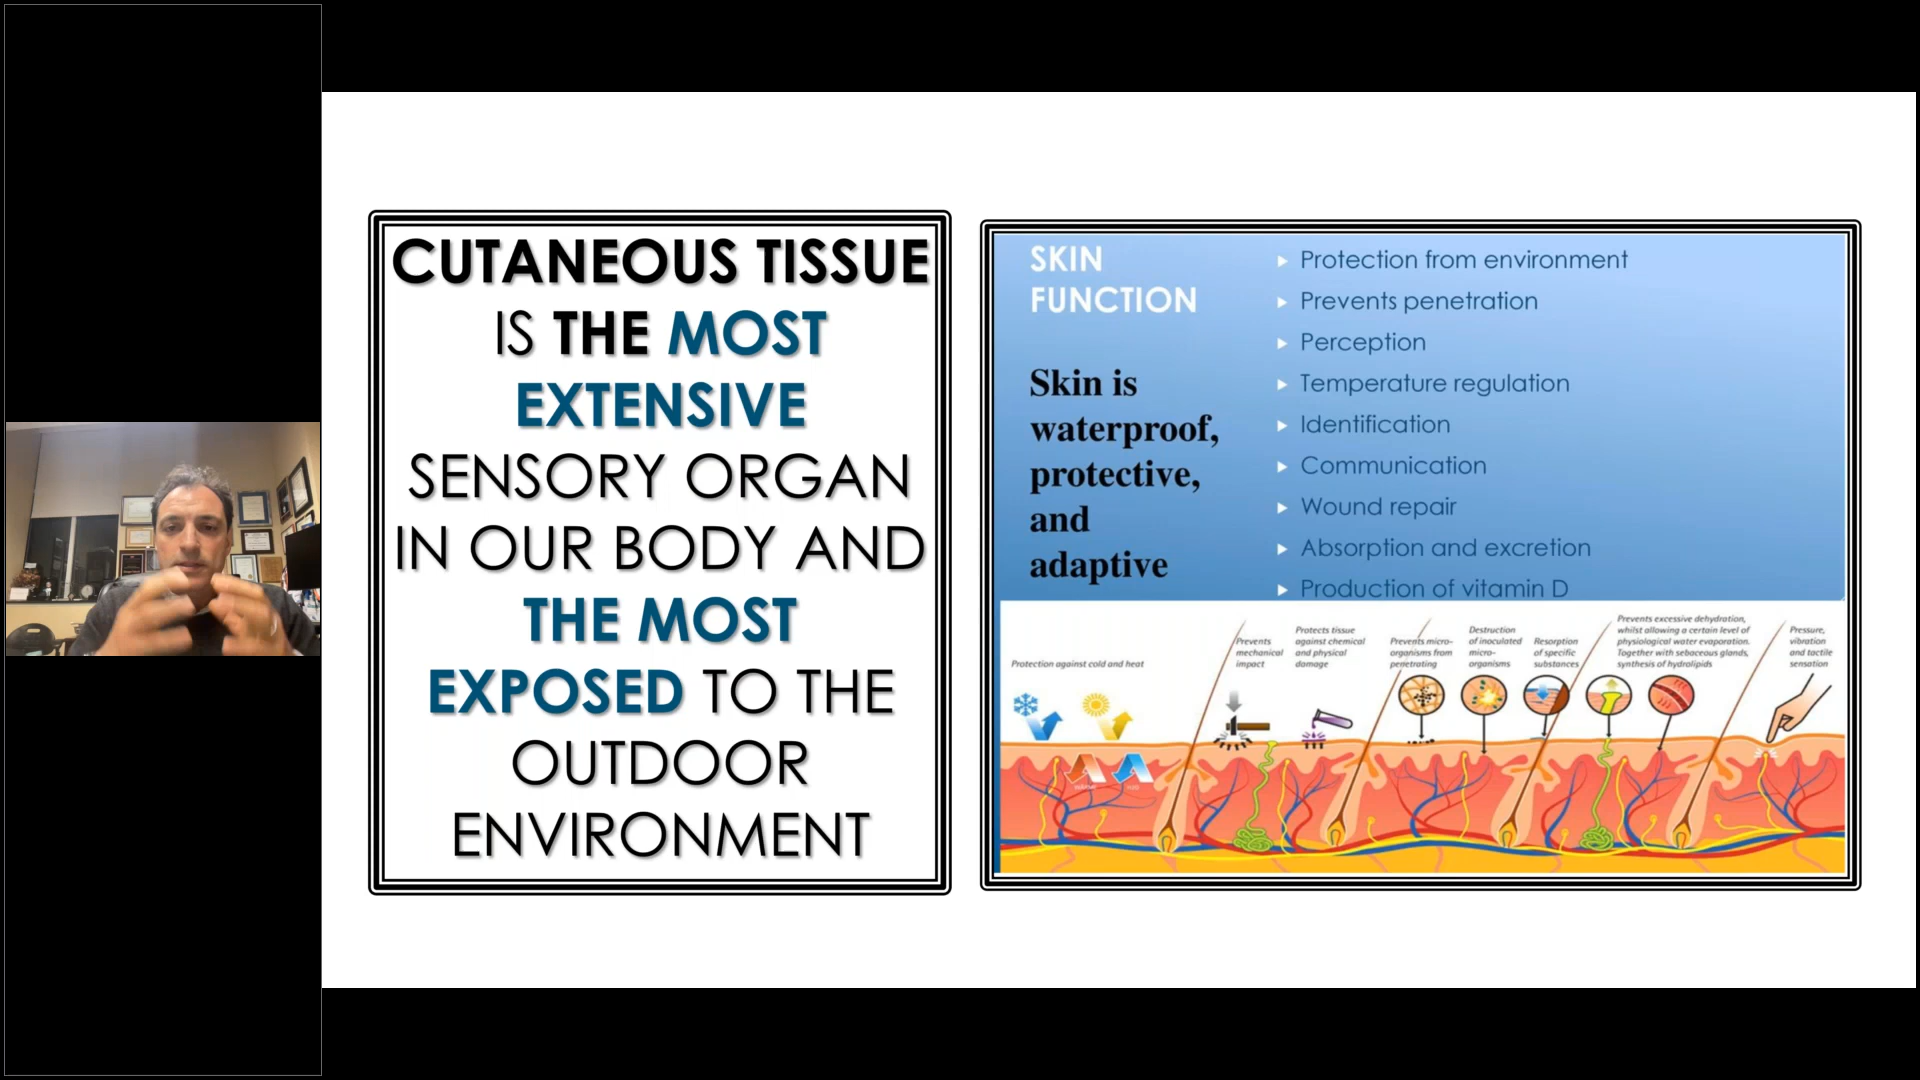 CUTANEOUS TISSUE
IS THE MOST
EXTENSIVE
SENSORY ORGAN
IN OUR BODY AND
THE MOST
EXPOSED TO THE
OUTDOOR
ENVIRONMENT
SKIN
FUNCTION
Skin is
waterproof,
protective,
and
adaptive
Protection from environment
Prevents penetration
Perception
Temperature regulation
Identification
Communication
Wound repair
Absorption and excretion
Production of vitamin D
Protection against cold and heat
Prevents
mechanical
impact
Protects tissue
against chemical
and physical
damage
Prevents micro-
organisms from
penetrating
Destruction
of inoculated
micro-
organisms
Resorption
of specific
substances
Prevents excessive dehydration,
whilst allowing a certain level of
physiological water evaporation.
Together with sebaceous glands,
synthesis of hydrolipids
Pressure,
vibration
and tactile
sensation